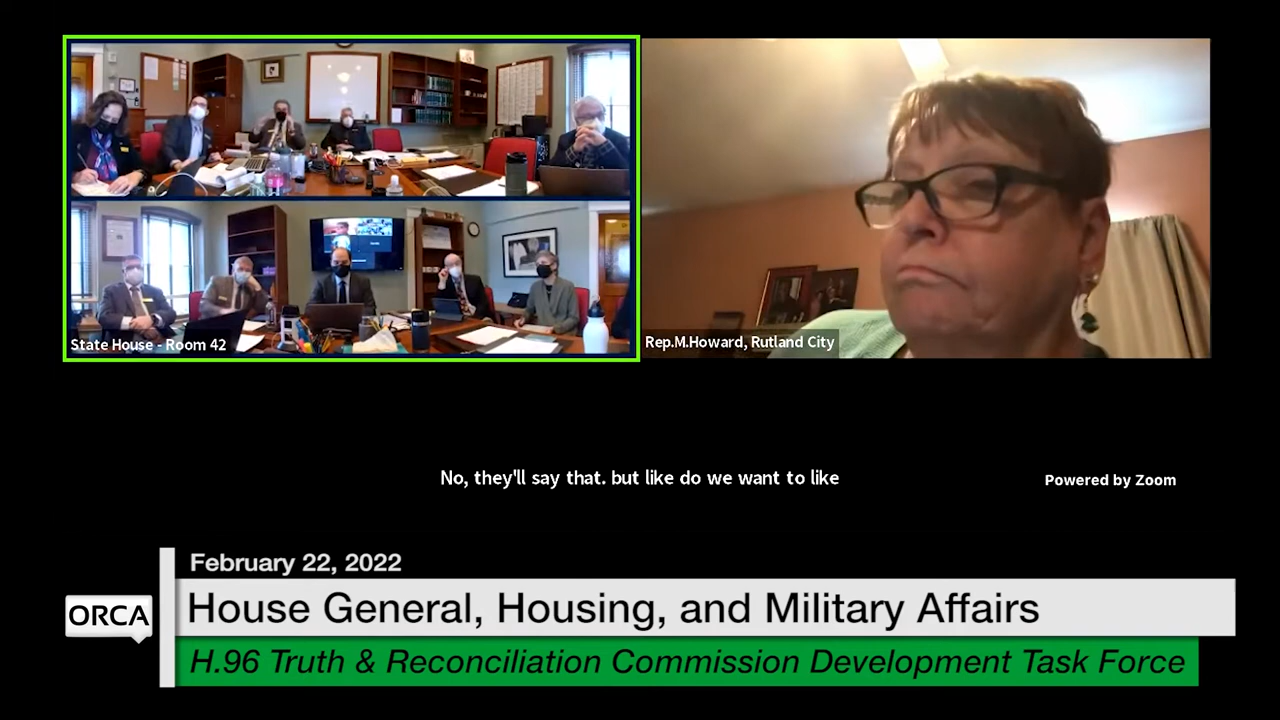 State House - Room 42
Rep.M.Howard, Rutland City
No, they'll say that. but like do we want to like
Powered by Zoom
February 22, 2022
ORCA
House General, Housing, and Military Affairs
H.96 Truth & Reconciliation Commission Development Task Force